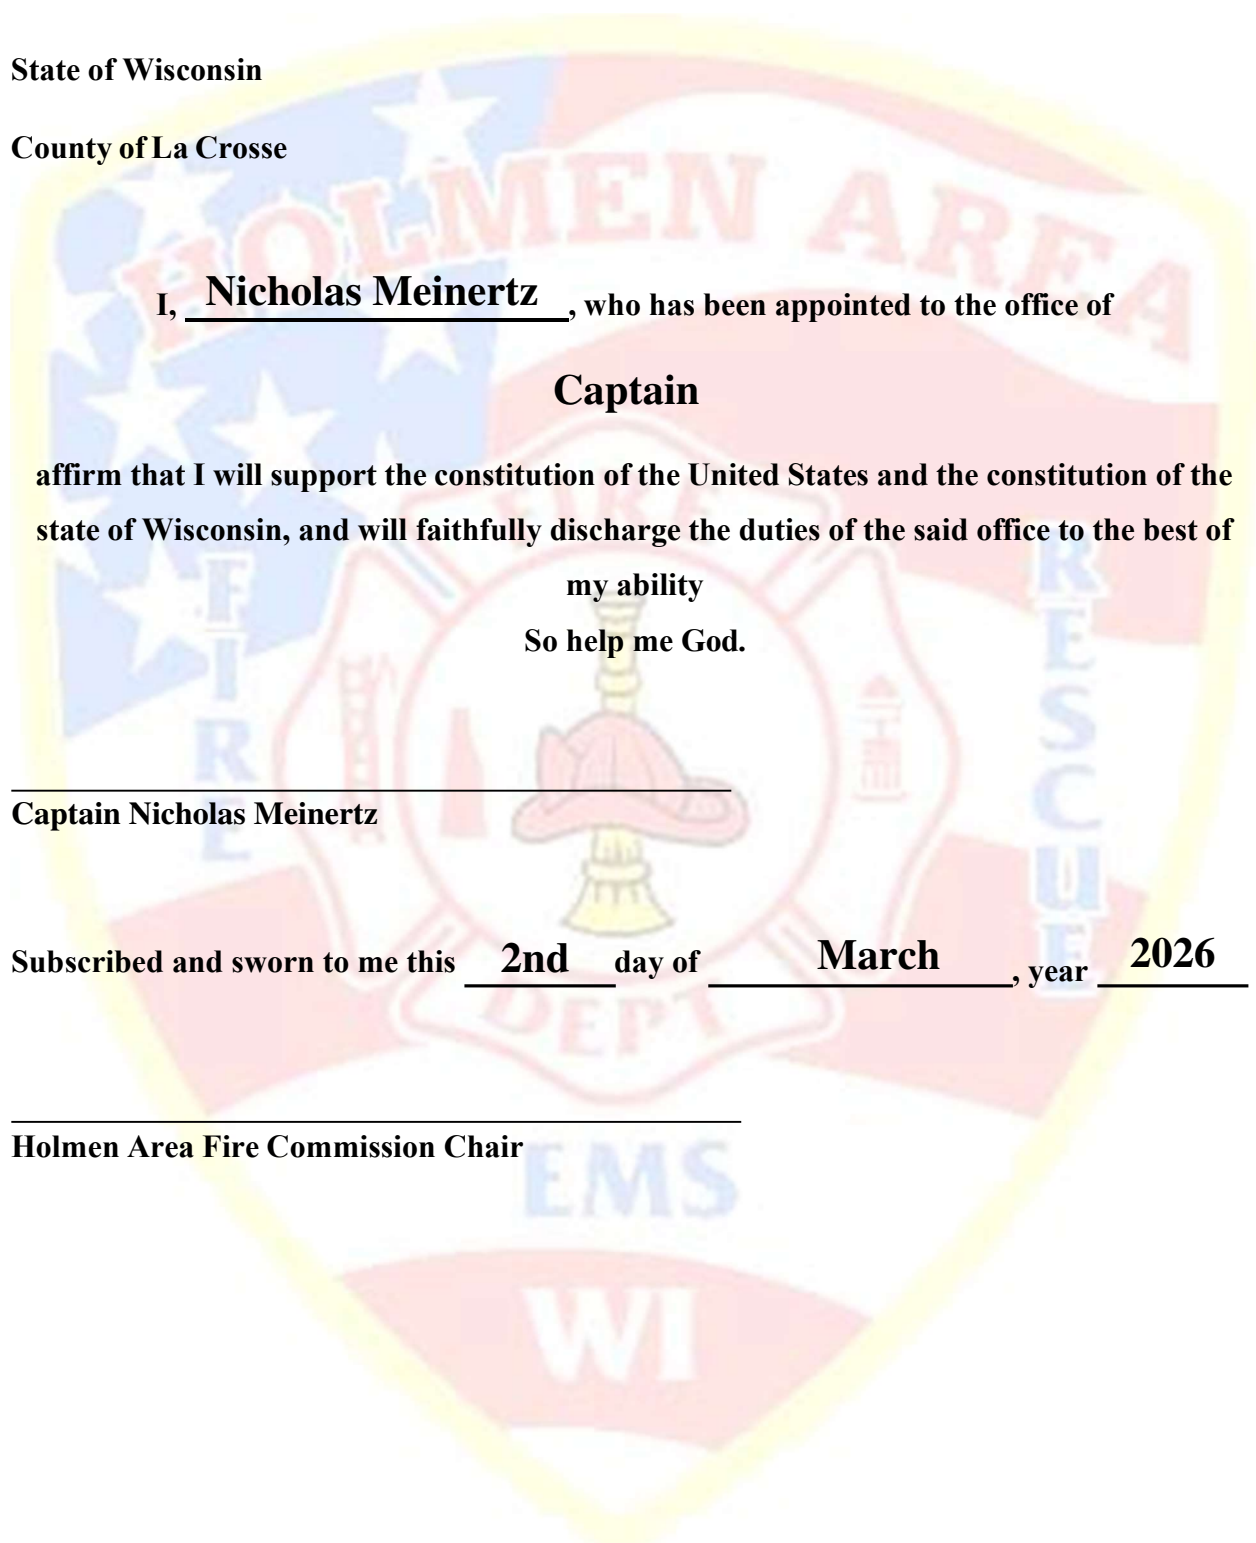 State of Wisconsin
County of La Crosse
HOLMEN AREA
I, Nicholas Meinertz, who has been appointed to the office of
Captain
affirm that I will support the constitution of the United States and the constitution of the
state of Wisconsin, and will faithfully discharge the duties of the said office to the best of
my ability
So help me God.
FIRE
FIRE
RESCUE
Captain Nicholas Meinertz
Subscribed and sworn to me this 2nd day of March, year 2026
DEPT
Holmen Area Fire Commission Chair
EMS
WI